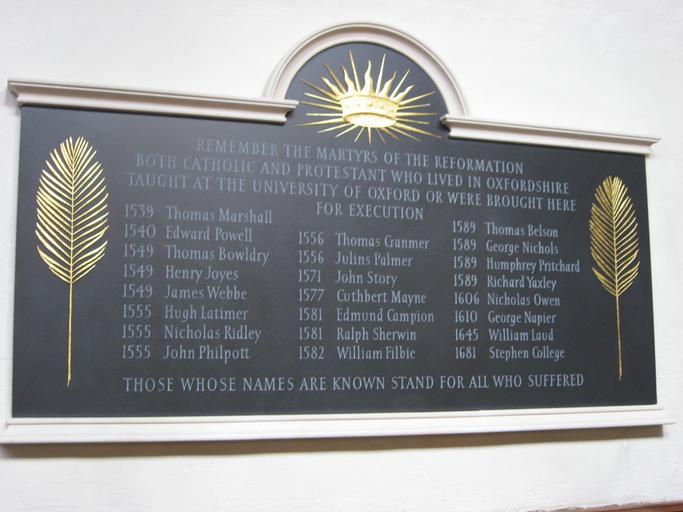 REMEMBER THE MARTYRS OF THE REFORMATION
BOTH CATHOLIC AND PROTESTANT WHO LIVED IN OXFORDSHIRE
TAUGHT AT THE UNIVERSITY OF OXFORD OR WERE BROUGHT HERE
FOR EXECUTION
1539 Thomas Marshall
1540 Edward Powell
1549 Thomas Bowldry
1549 Henry Joyes
1549 James Webbe
1555 Hugh Latimer
1555 Nicholas Ridley
1555 John Philpott
1556 Thomas Cranmer
1556 Julins Palmer
1571 John Story
1577 Cuthbert Mayne
1581 Edmund Campion
1581 Ralph Sherwin
1582 William Filbie
1589 Thomas Belson
1589 George Nichols
1589 Humphrey Pritchard
1589 Richard Yaxley
1606 Nicholas Owen
1610 George Napier
1645 William Laud
1681 Stephen College
THOSE WHOSE NAMES ARE KNOWN STAND FOR ALL WHO SUFFERED